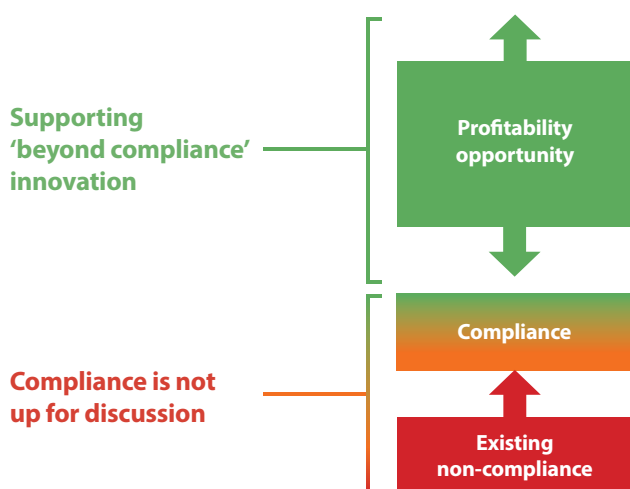 Supporting
‘beyond compliance’
innovation
Profitability
opportunity
Compliance
Compliance is not
up for discussion
Existing
non-compliance